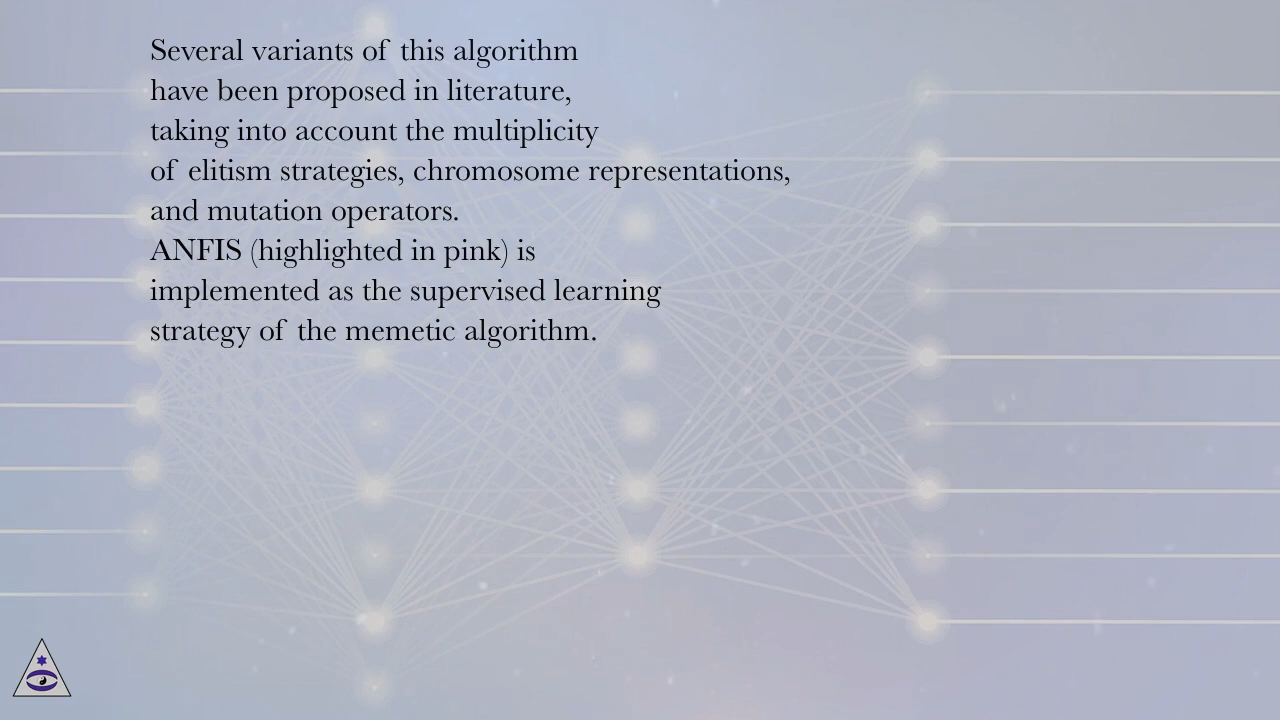 Several variants of this algorithm
have been proposed in literature,
taking into account the multiplicity
of elitism strategies, chromosome representations,
and mutation operators.
ANFIS (highlighted in pink) is
implemented as the supervised learning
strategy of the memetic algorithm.